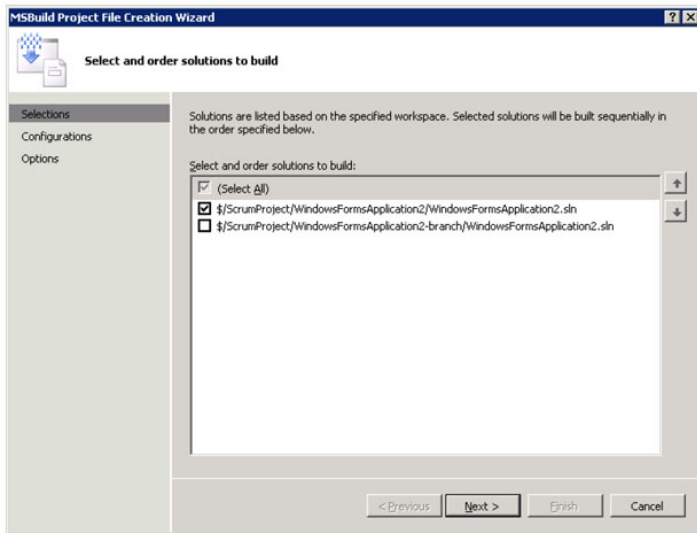 MSBuild Project File Creation Wizard
Select and order solutions to build
Selections
Configurations
Options
Solutions are listed based on the specified workspace. Selected solutions will be built sequentially in
the order specified below.
Select and order solutions to build:
(Select All)
$/ScrumProject/WindowsFormsApplication2/WindowsFormsApplication2.sln
$/ScrumProject/WindowsFormsApplication2-branch/WindowsFormsApplication2.sln
< Previous
Next >
Finish
Cancel